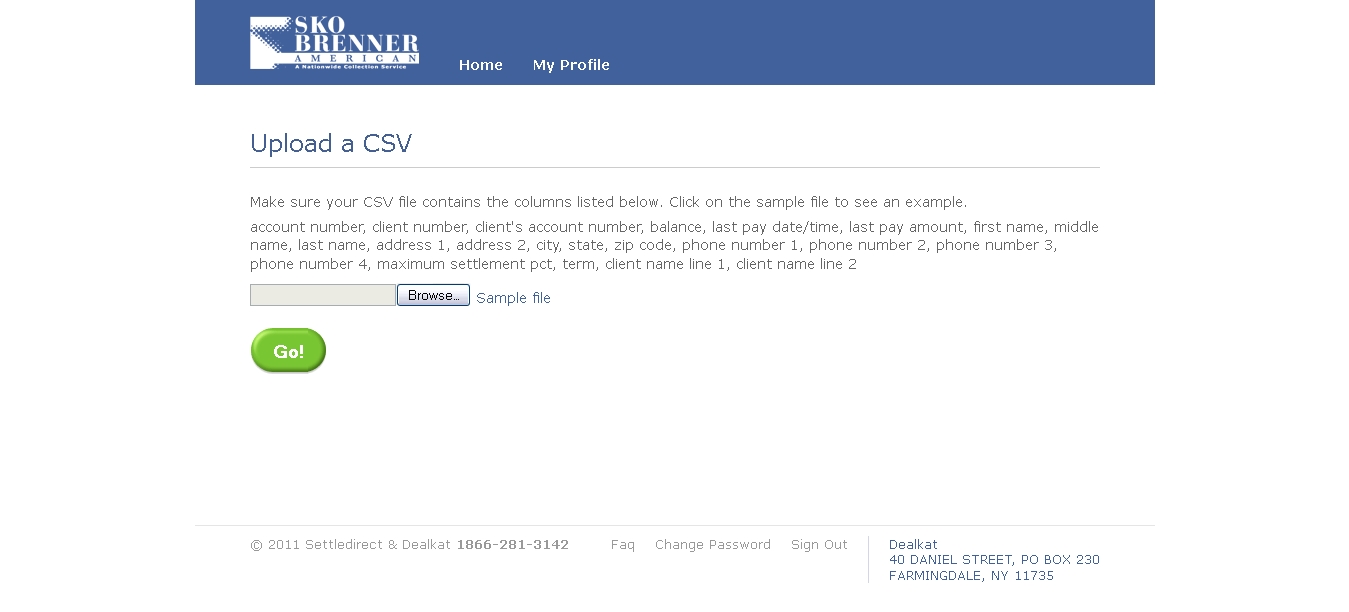 SKO
BRENNER
AMERICAN
A Nationwide Collection Service
Home My Profile
Upload a CSV
Make sure your CSV file contains the columns listed below. Click on the sample file to see an example.
account number, client number, client's account number, balance, last pay date/time, last pay amount, first name, middle
name, last name, address 1, address 2, city, state, zip code, phone number 1, phone number 2, phone number 3,
phone number 4, maximum settlement pct, term, client name line 1, client name line 2
Browse... Sample file
Go!
© 2011 Settledirect & Dealkat 1866-281-3142 Faq Change Password Sign Out Dealkat
40 DANIEL STREET, PO BOX 230
FARMINGDALE, NY 11735